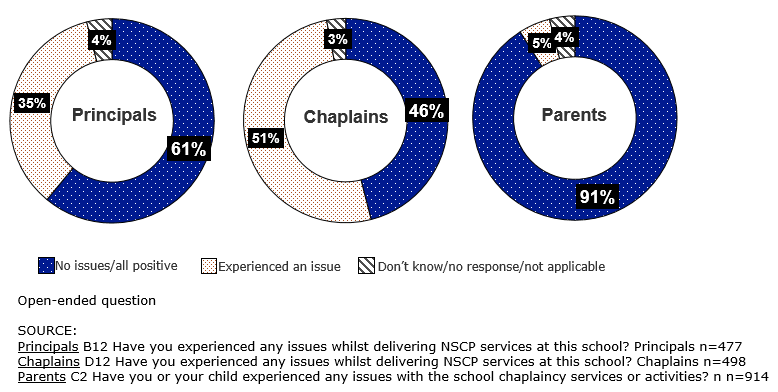 4%
35%
Principals
61%
3%
51%
Chaplains
46%
5%
4%
Parents
91%
No issues/all positive
Experienced an issue
Don't know/no response/not applicable
Open-ended question
SOURCE:
Principals B12 Have you experienced any issues whilst delivering NSCP services at this school? Principals n=477
Chaplains D12 Have you experienced any issues whilst delivering NSCP services at this school? Chaplains n=498
Parents C2 Have you or your child experienced any issues with the school chaplaincy services or activities? n n=914